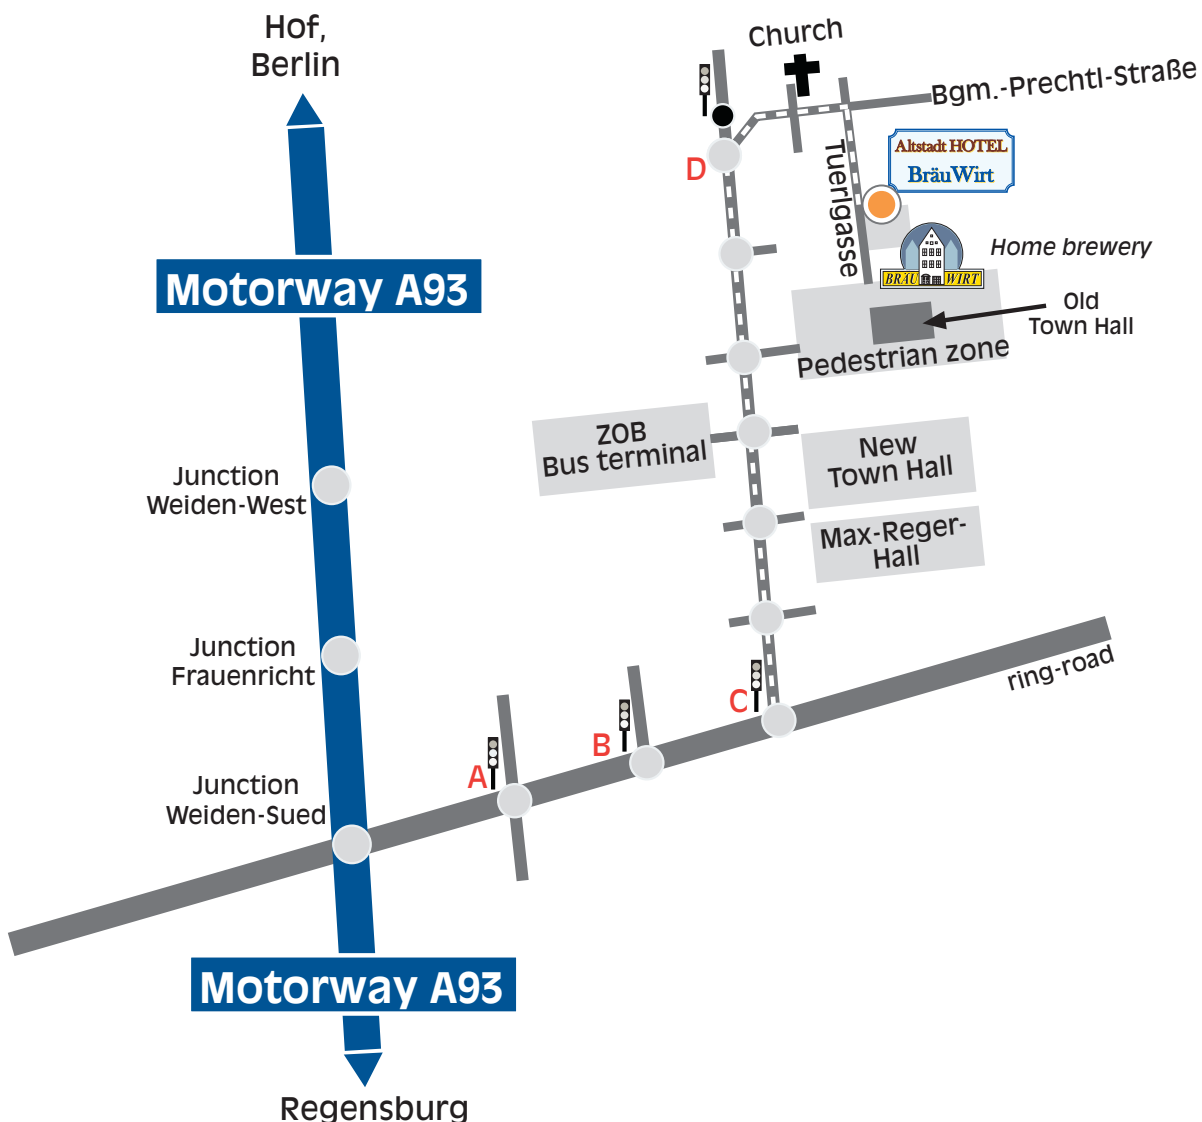 Hof,
Berlin
Church
Bgm.-Prechtl-Straße
Altstadt HOTEL
BräuWirt
D
Tuerlgasse
Home brewery
BRÄU WIRT
Motorway A93
Old
Town Hall
Pedestrian zone
ZOB
Bus terminal
New
Town Hall
Junction
Weiden-West
Max-Reger-
Hall
Junction
Frauenricht
ring-road
C
B
A
Junction
Weiden-Sued
Motorway A93
Regensburg